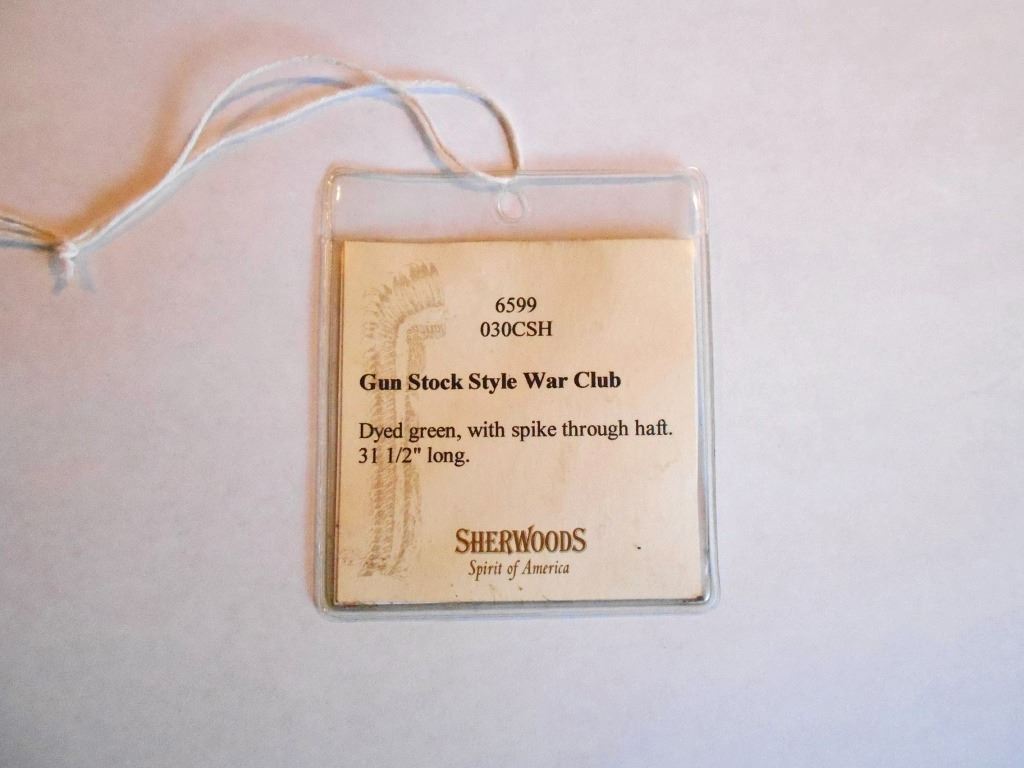 6599
030CSH
Gun Stock Style War Club
Dyed green, with spike through haft.
31 1/2" long.
SHERWOODS
Spirit of America